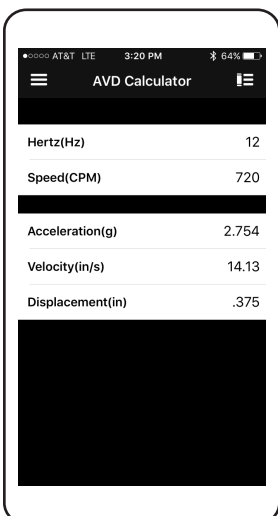 AT&T LTE 3:20 PM 64%
AVD Calculator
Hertz(Hz) 12
Speed(CPM) 720
Acceleration(g) 2.754
Velocity(in/s) 14.13
Displacement(in) .375